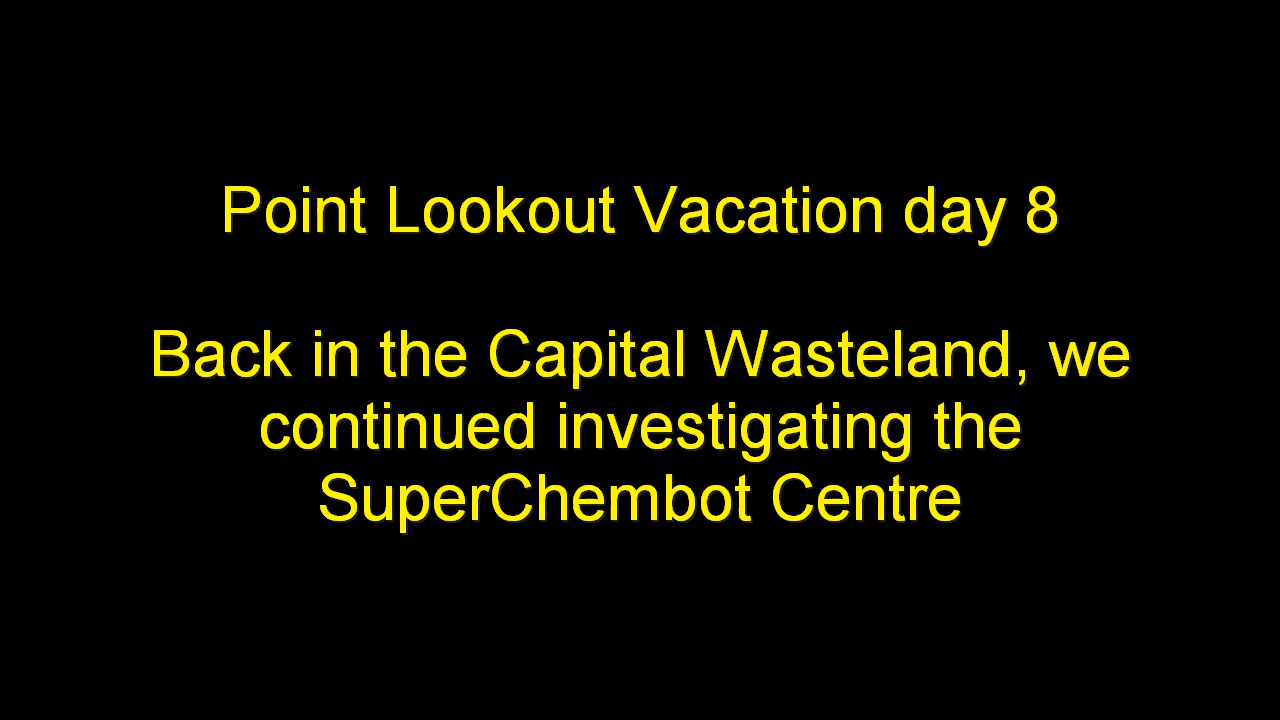 Point Lookout Vacation day 8
Back in the Capital Wasteland, we
continued investigating the
SuperChembot Centre